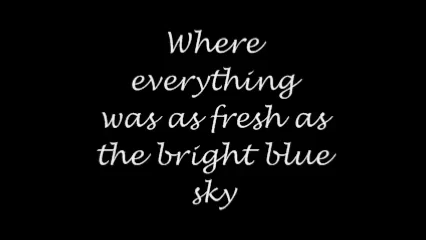 Where
everything
was as fresh as
the bright blue
sky